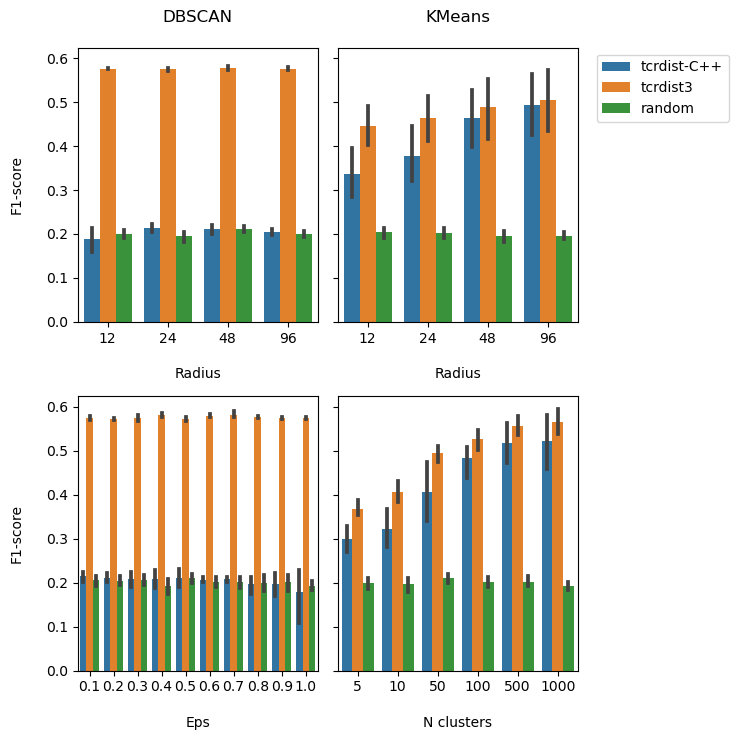 DBSCAN
KMeans
F1-score
0.6
0.5
0.4
0.3
0.2
0.1
0.0
12 24 48 96
Radius
12 24 48 96
Radius
tcrdist-C++
tcrdist3
random
F1-score
0.6
0.5
0.4
0.3
0.2
0.1
0.0
0.1 0.2 0.3 0.4 0.5 0.6 0.7 0.8 0.9 1.0
Eps
5 10 50 100 500 1000
N clusters